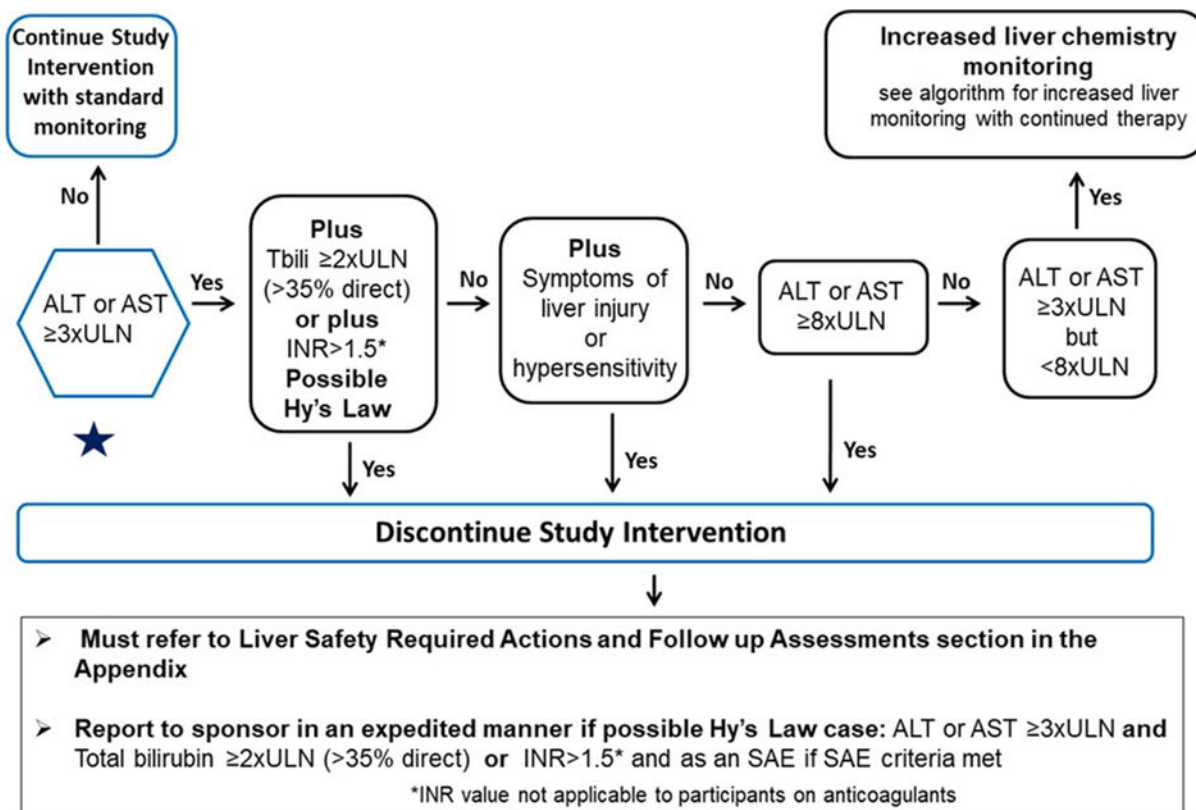 Continue Study
Intervention
with standard
monitoring
Increased liver chemistry
monitoring
see algorithm for increased liver
monitoring with continued therapy
No
Yes
ALT or AST
≥3xULN
Yes
Plus
Tbili ≥2xULN
(>35% direct)
or plus
INR>1.5*
Possible
Hy's Law
No
Plus
Symptoms of
liver injury
or
hypersensitivity
No
ALT or AST
≥8xULN
No
ALT or AST
≥3xULN
but
<8xULN
Yes
Yes
Yes
Discontinue Study Intervention
➢ Must refer to Liver Safety Required Actions and Follow up Assessments section in the
Appendix
➢ Report to sponsor in an expedited manner if possible Hy's Law case: ALT or AST ≥3xULN and
Total bilirubin ≥2xULN (>35% direct) or INR>1.5* and as an SAE if SAE criteria met
*INR value not applicable to participants on anticoagulants